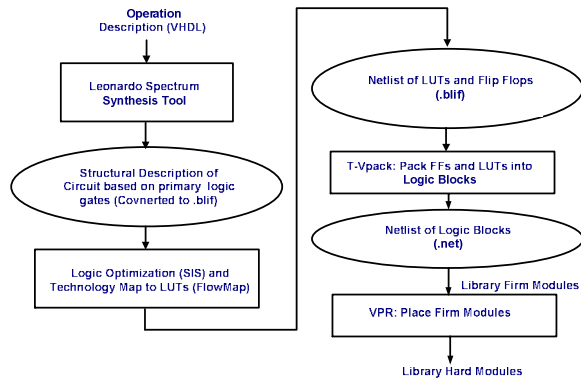 Operation
Description (VHDL)
Leonardo Spectrum
Synthesis Tool
Structural Description of
Circuit based on primary logic
gates (Covnerted to .blif)
Logic Optimization (SIS) and
Technology Map to LUTs (FlowMap)
Netlist of LUTs and Flip Flops
(.blif)
T-Vpack: Pack FFs and LUTs into
Logic Blocks
Netlist of Logic Blocks
(.net)
Library Firm Modules
VPR: Place Firm Modules
Library Hard Modules